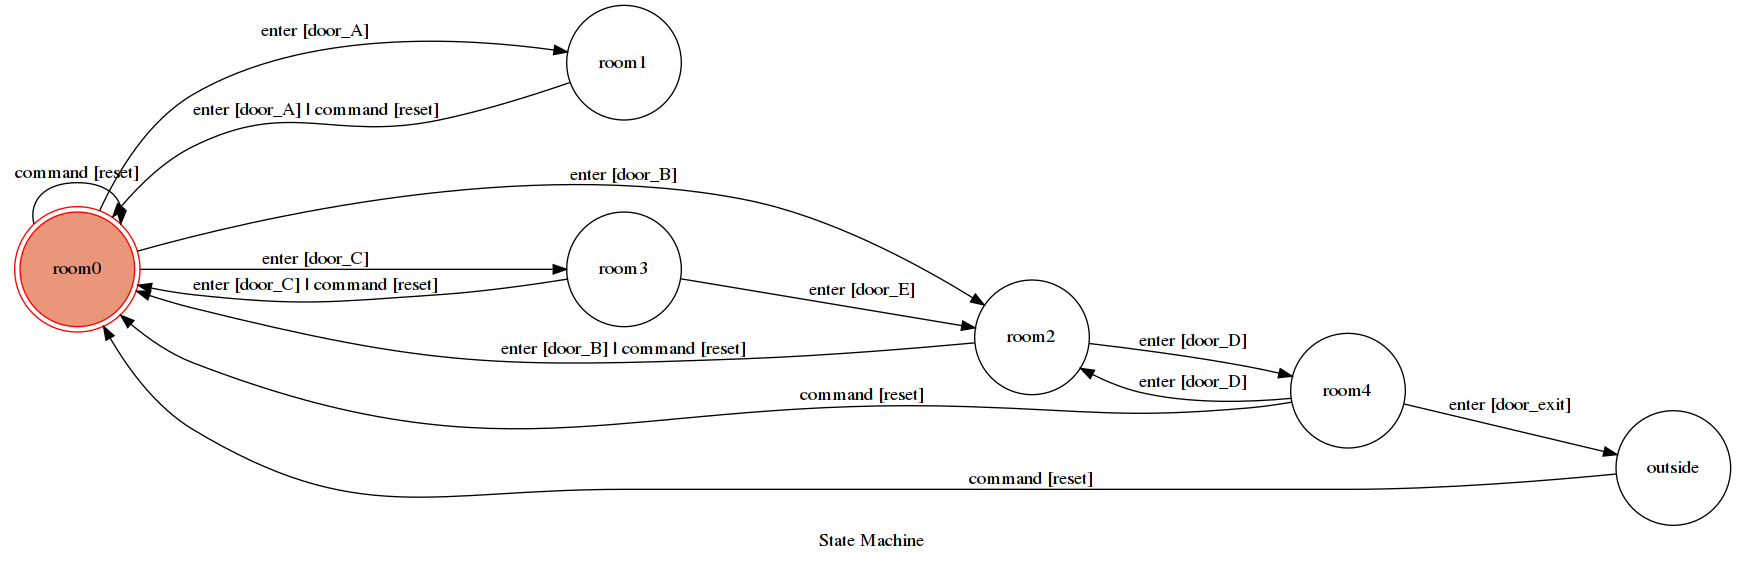 enter [door_A]
room1
enter [door_A] | command [reset]
command [reset]
enter [door_B]
enter [door_C]
room0
room3
enter [door_C] | command [reset]
enter [door_E]
room2
enter [door_B] | command [reset]
enter [door_D]
enter [door_D]
room4
command [reset]
enter [door_exit]
outside
command [reset]
State Machine